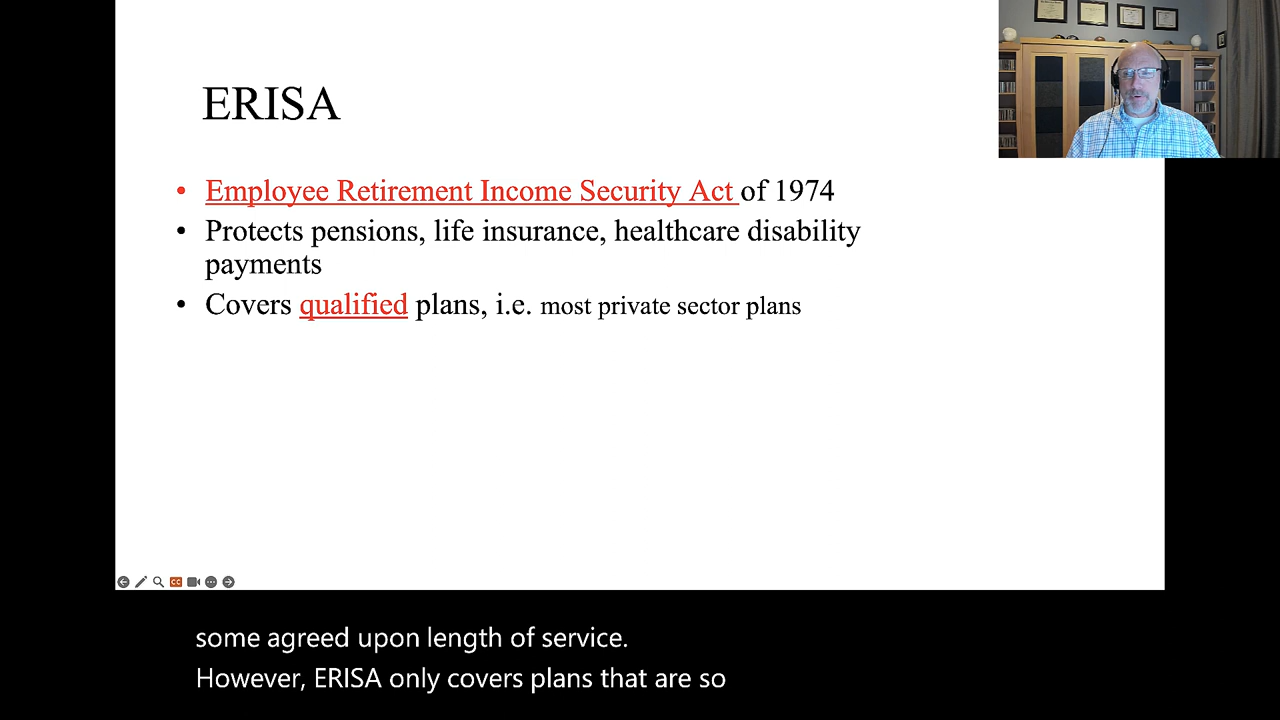 ERISA
• Employee Retirement Income Security Act of 1974
• Protects pensions, life insurance, healthcare disability
payments
• Covers qualified plans, i.e. most private sector plans
CC
some agreed upon length of service.
However, ERISA only covers plans that are so